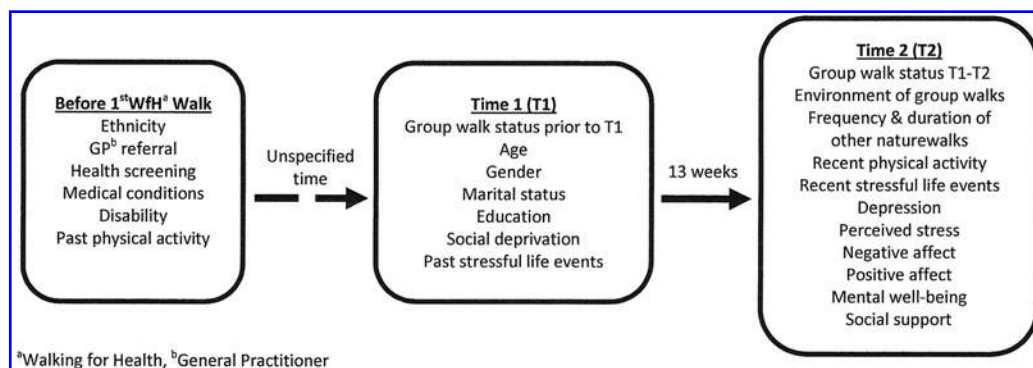 Before 1stWfHa Walk
Ethnicity
GPb referral
Health screening
Medical conditions
Disability
Past physical activity
Unspecified
time
Time 1 (T1)
Group walk status prior to T1
Age
Gender
Marital status
Education
Social deprivation
Past stressful life events
13 weeks
Time 2 (T2)
Group walk status T1-T2
Environment of group walks
Frequency & duration of
other naturewalks
Recent physical activity
Recent stressful life events
Depression
Perceived stress
Negative affect
Positive affect
Mental well-being
Social support
aWalking for Health, bGeneral Practitioner